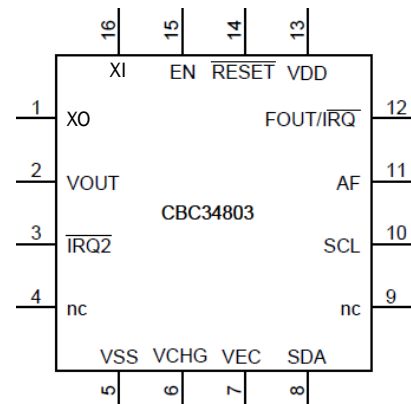 16 15 14 13
XI EN RESET VDD
1 XO FOUT/IRQ 12
2 VOUT AF 11
CBC34803
3 IRQ2 SCL 10
4 nc nc 9
VSS VCHG VEC SDA
5 6 7 8